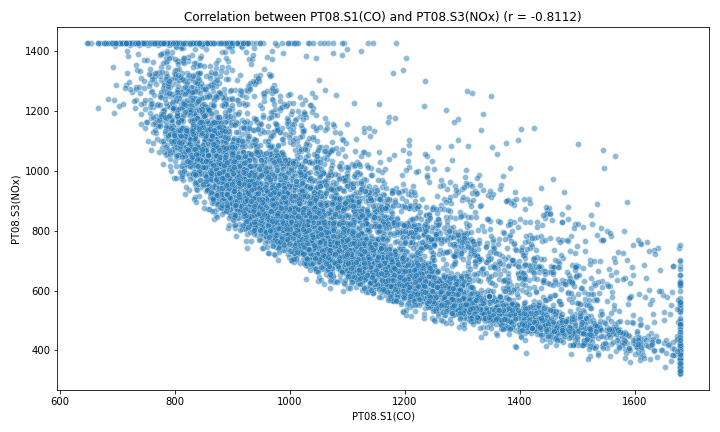 Correlation between PT08.S1(CO) and PT08.S3(NOx) (r = -0.8112)
1400
1200
1000
800
600
400
PT08.S3(NOx)
600 800 1000 1200 1400 1600
PT08.S1(CO)